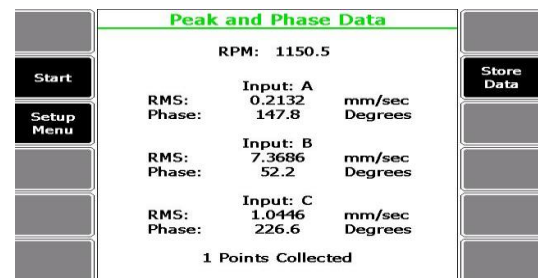 Peak and Phase Data
RPM: 1150.5
Start
Store
Data
Setup
Menu
Input: A
RMS: 0.2132 mm/sec
Phase: 147.8 Degrees
Input: B
RMS: 7.3686 mm/sec
Phase: 52.2 Degrees
Input: C
RMS: 1.0446 mm/sec
Phase: 226.6 Degrees
1 Points Collected